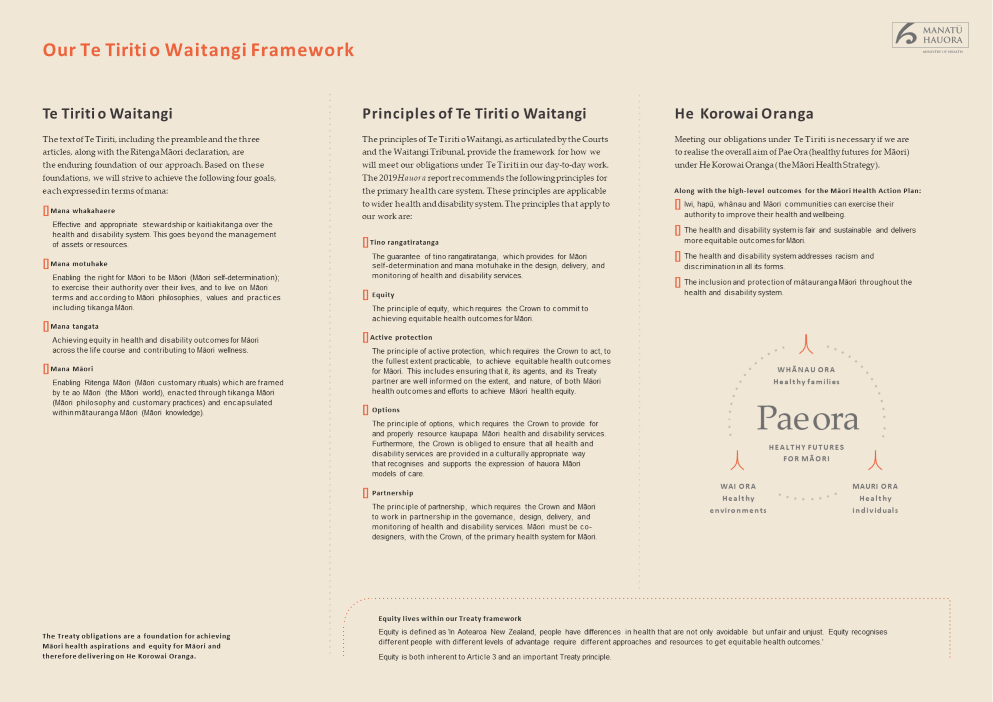 Our Te Tiriti o Waitangi Framework
MANATŪ
HAUORA
MINISTRY OF HEALTH
Te Tiriti o Waitangi
The text of Te Tiriti, including the preamble and the three
articles, along with the Ritenga Māori declaration, are
the enduring foundation of our approach. Based on these
foundations, we will strive to achieve the following four goals,
each expressed in terms of mana:
Mana whakahaere
Effective and appropriate stewardship or kaitiakitanga over the
health and disability system. This goes beyond the management
of assets or resources.
Mana motuhake
Enabling the right for Māori to be Māori (Māori self-determination);
to exercise their authority over their lives, and to live on Māori
terms and according to Māori philosophies, values and practices
including tikanga Māori.
Mana tangata
Achieving equity in health and disability outcomes for Māori
across the life course and contributing to Māori wellness.
Mana Māori
Enabling Ritenga Māori (Māori customary rituals) which are framed
by te ao Māori (the Māori world), enacted through tikanga Māori
(Māori philosophy and customary practices) and encapsulated
within mātauranga Māori (Māori knowledge).
The Treaty obligations are a foundation for achieving
Māori health aspirations and equity for Māori and
therefore delivering on He Korowai Oranga.
Principles of Te Tiriti o Waitangi
The principles of Te Tiriti o Waitangi, as articulated by the Courts
and the Waitangi Tribunal, provide the framework for how we
will meet our obligations under Te Tiriti in our day-to-day work.
The 2019 Hauora report recommends the following principles for
the primary health care system. These principles are applicable
to wider health and disability system. The principles that apply to
our work are:
Tino rangatiratanga
The guarantee of tino rangatiratanga, which provides for Māori
self-determination and mana motuhake in the design, delivery, and
monitoring of health and disability services.
Equity
The principle of equity, which requires the Crown to commit to
achieving equitable health outcomes for Māori.
Active protection
The principle of active protection, which requires the Crown to act, to
the fullest extent practicable, to achieve equitable health outcomes
for Māori. This includes ensuring that it, its agents, and its Treaty
partner are well informed on the extent, and nature, of both Māori
health outcomes and efforts to achieve Māori health equity.
Options
The principle of options, which requires the Crown to provide for
and properly resource kaupapa Māori health and disability services.
Furthermore, the Crown is obliged to ensure that all health and
disability services are provided in a culturally appropriate way
that recognises and supports the expression of hauora Māori
models of care.
Partnership
The principle of partnership, which requires the Crown and Māori
to work in partnership in the governance, design, delivery, and
monitoring of health and disability services. Māori must be co-
designers, with the Crown, of the primary health system for Māori.
He Korowai Oranga
Meeting our obligations under Te Tiriti is necessary if we are
to realise the overall aim of Pae Ora (healthy futures for Māori)
under He Korowai Oranga (the Māori Health Strategy).
Along with the high-level outcomes for the Māori Health Action Plan:
Iwi, hapū, whānau and Māori communities can exercise their
authority to improve their health and wellbeing.
The health and disability system is fair and sustainable and delivers
more equitable outcomes for Māori.
The health and disability system addresses racism and
discrimination in all its forms.
The inclusion and protection of mātauranga Māori throughout the
health and disability system.
WHĀNAU ORA
Healthy families
Pae ora
HEALTHY FUTURES
FOR MĀORI
WAI ORA
Healthy
environments
MAURI ORA
Healthy
individuals
Equity lives within our Treaty framework
Equity is defined as 'In Aotearoa New Zealand, people have differences in health that are not only avoidable but unfair and unjust. Equity recognises
different people with different levels of advantage require different approaches and resources to get equitable health outcomes.'
Equity is both inherent to Article 3 and an important Treaty principle.